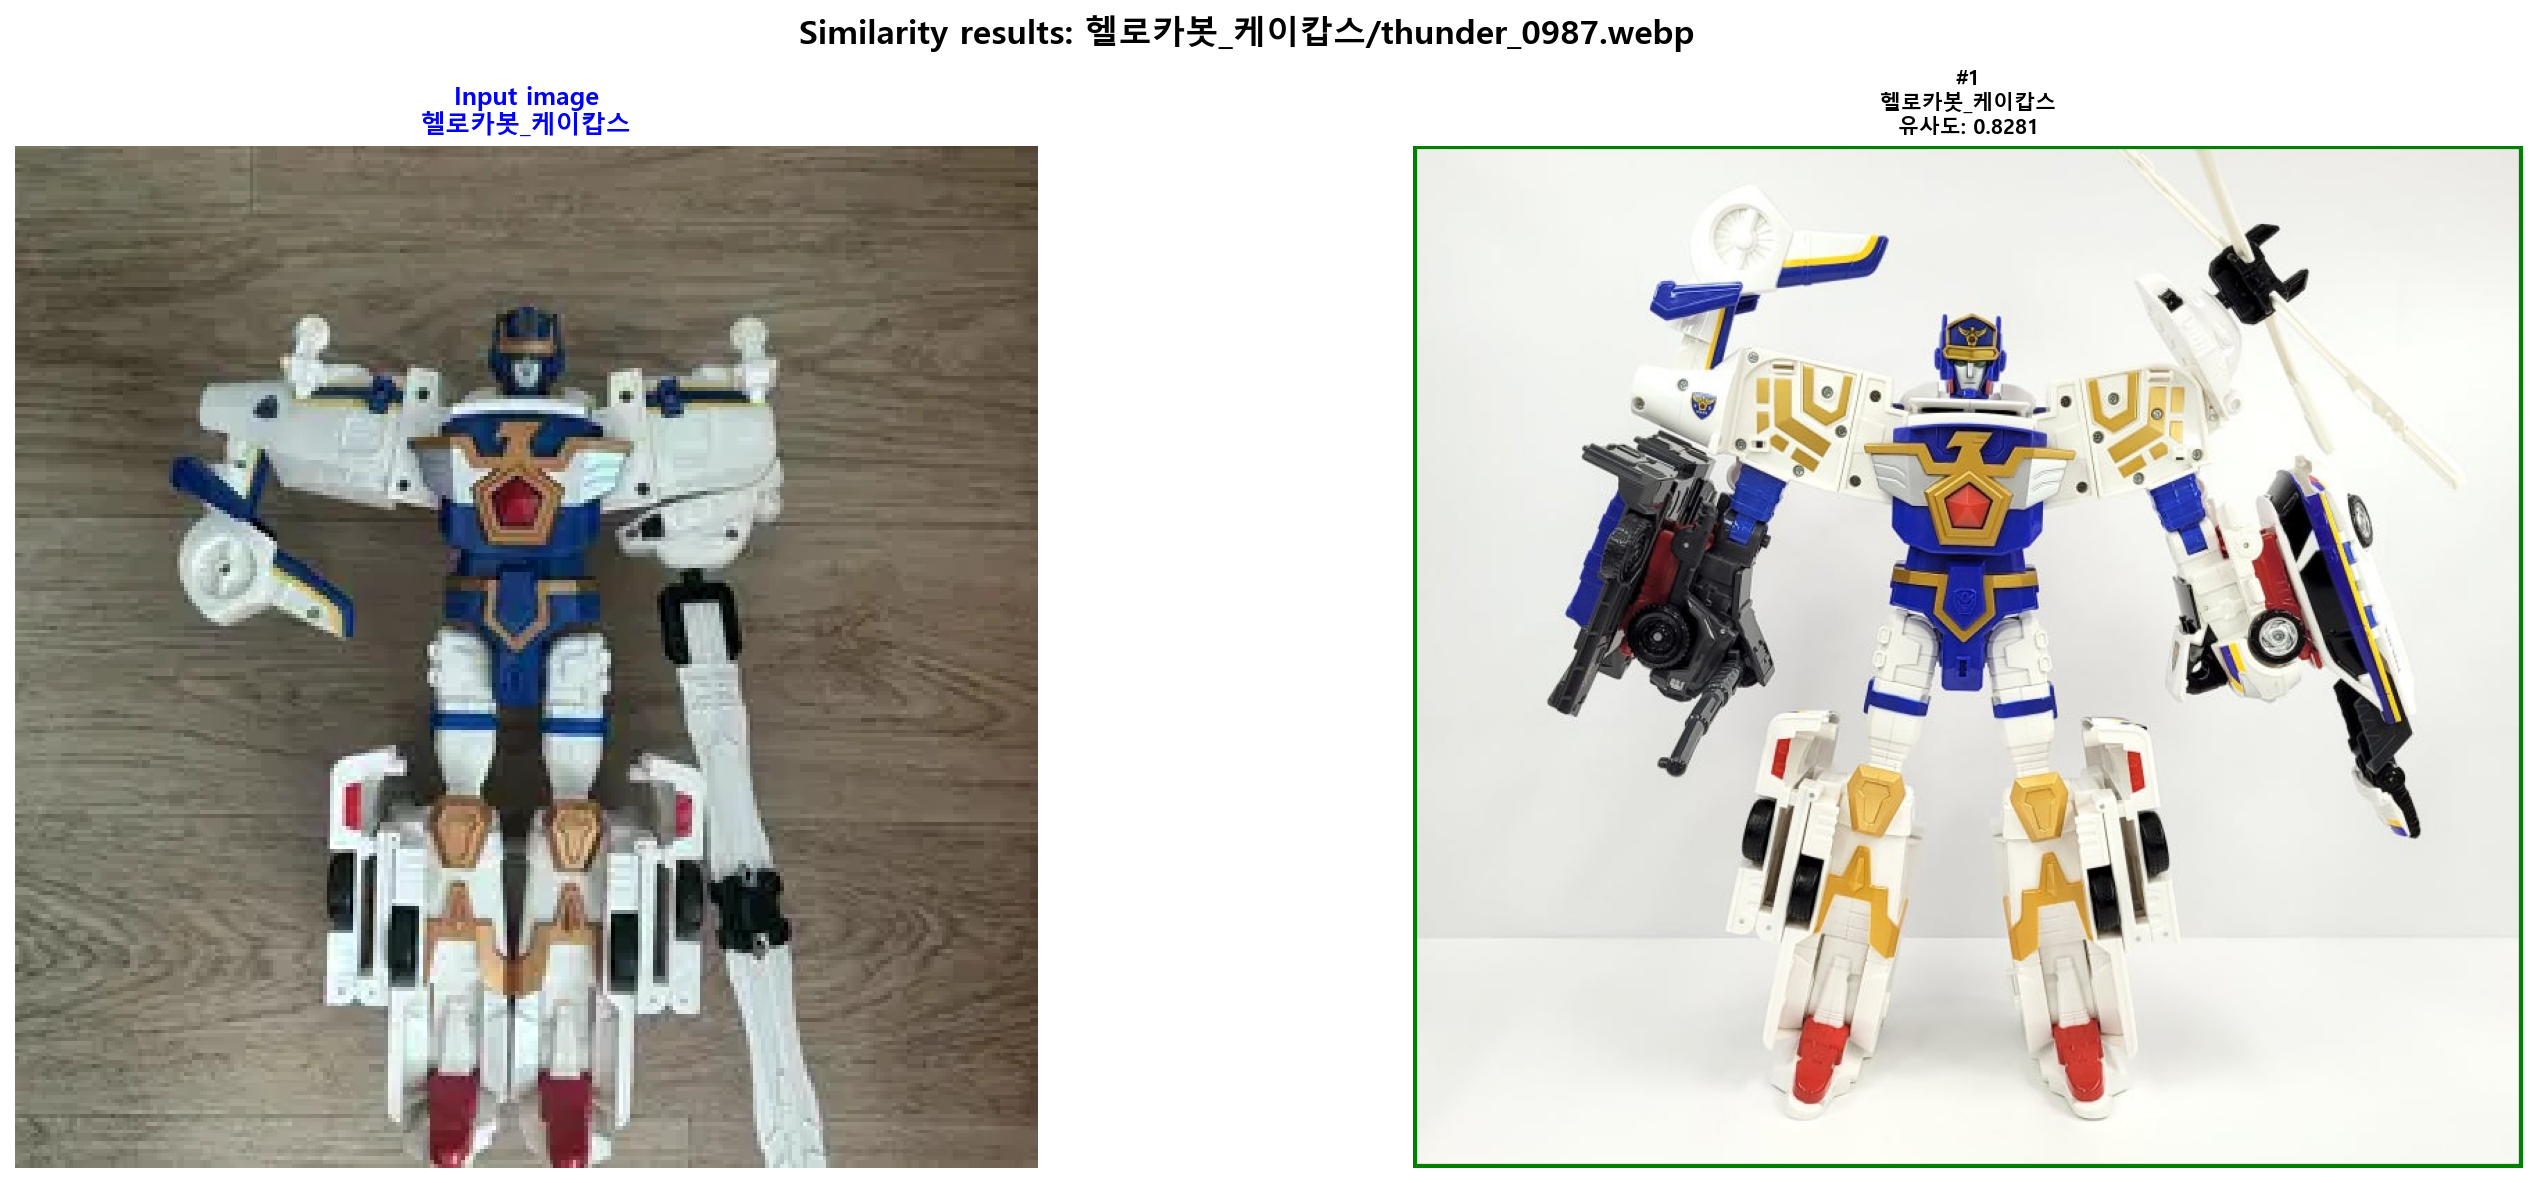 Similarity results: 헬로카봇_케이캅스/thunder_0987.webp
Input image
헬로카봇_케이캅스
#1
헬로카봇_케이캅스
유사도: 0.8281